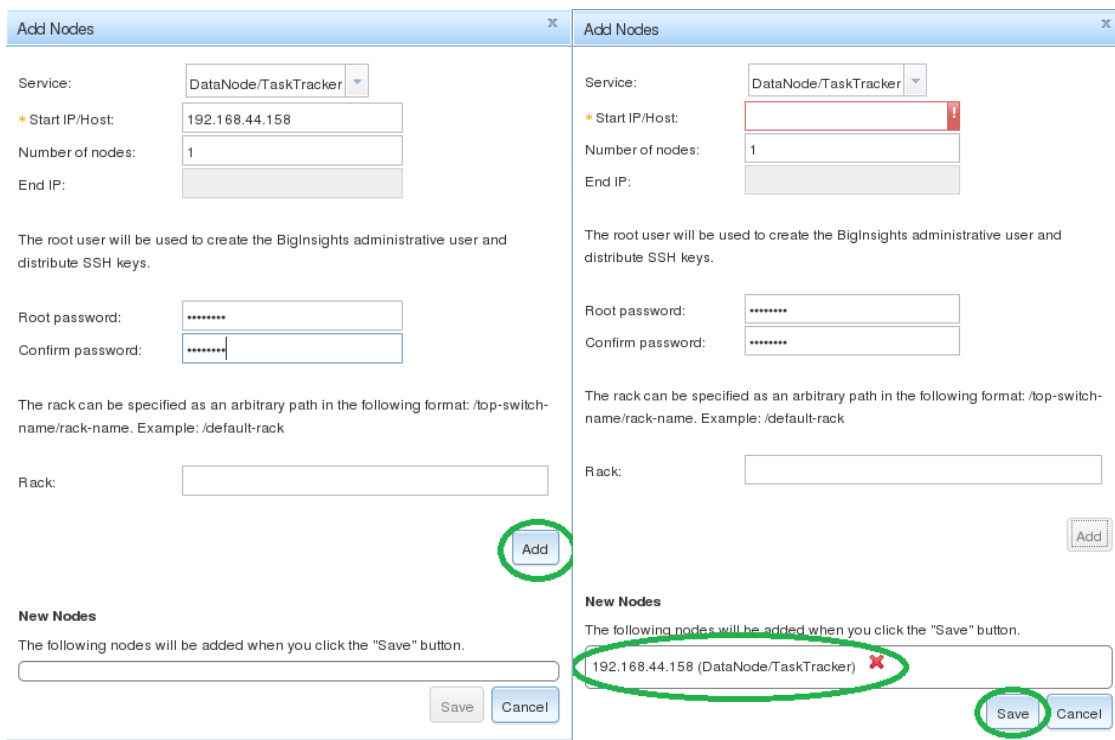 Add Nodes x
Service: DataNode/TaskTracker
* Start IP/Host: 192.168.44.158
Number of nodes: 1
End IP:
The root user will be used to create the BigInsights administrative user and
distribute SSH keys.
Root password: ••••••••
Confirm password: ••••••••
The rack can be specified as an arbitrary path in the following format: /top-switch-
name/rack-name. Example: /default-rack
Rack:
Add
New Nodes
The following nodes will be added when you click the "Save" button.
Save Cancel
Add Nodes x
Service: DataNode/TaskTracker
* Start IP/Host: !
Number of nodes: 1
End IP:
The root user will be used to create the BigInsights administrative user and
distribute SSH keys.
Root password: ••••••••
Confirm password: ••••••••
The rack can be specified as an arbitrary path in the following format: /top-switch-
name/rack-name. Example: /default-rack
Rack:
Add
New Nodes
The following nodes will be added when you click the "Save" button.
192.168.44.158 (DataNode/TaskTracker)
Save Cancel